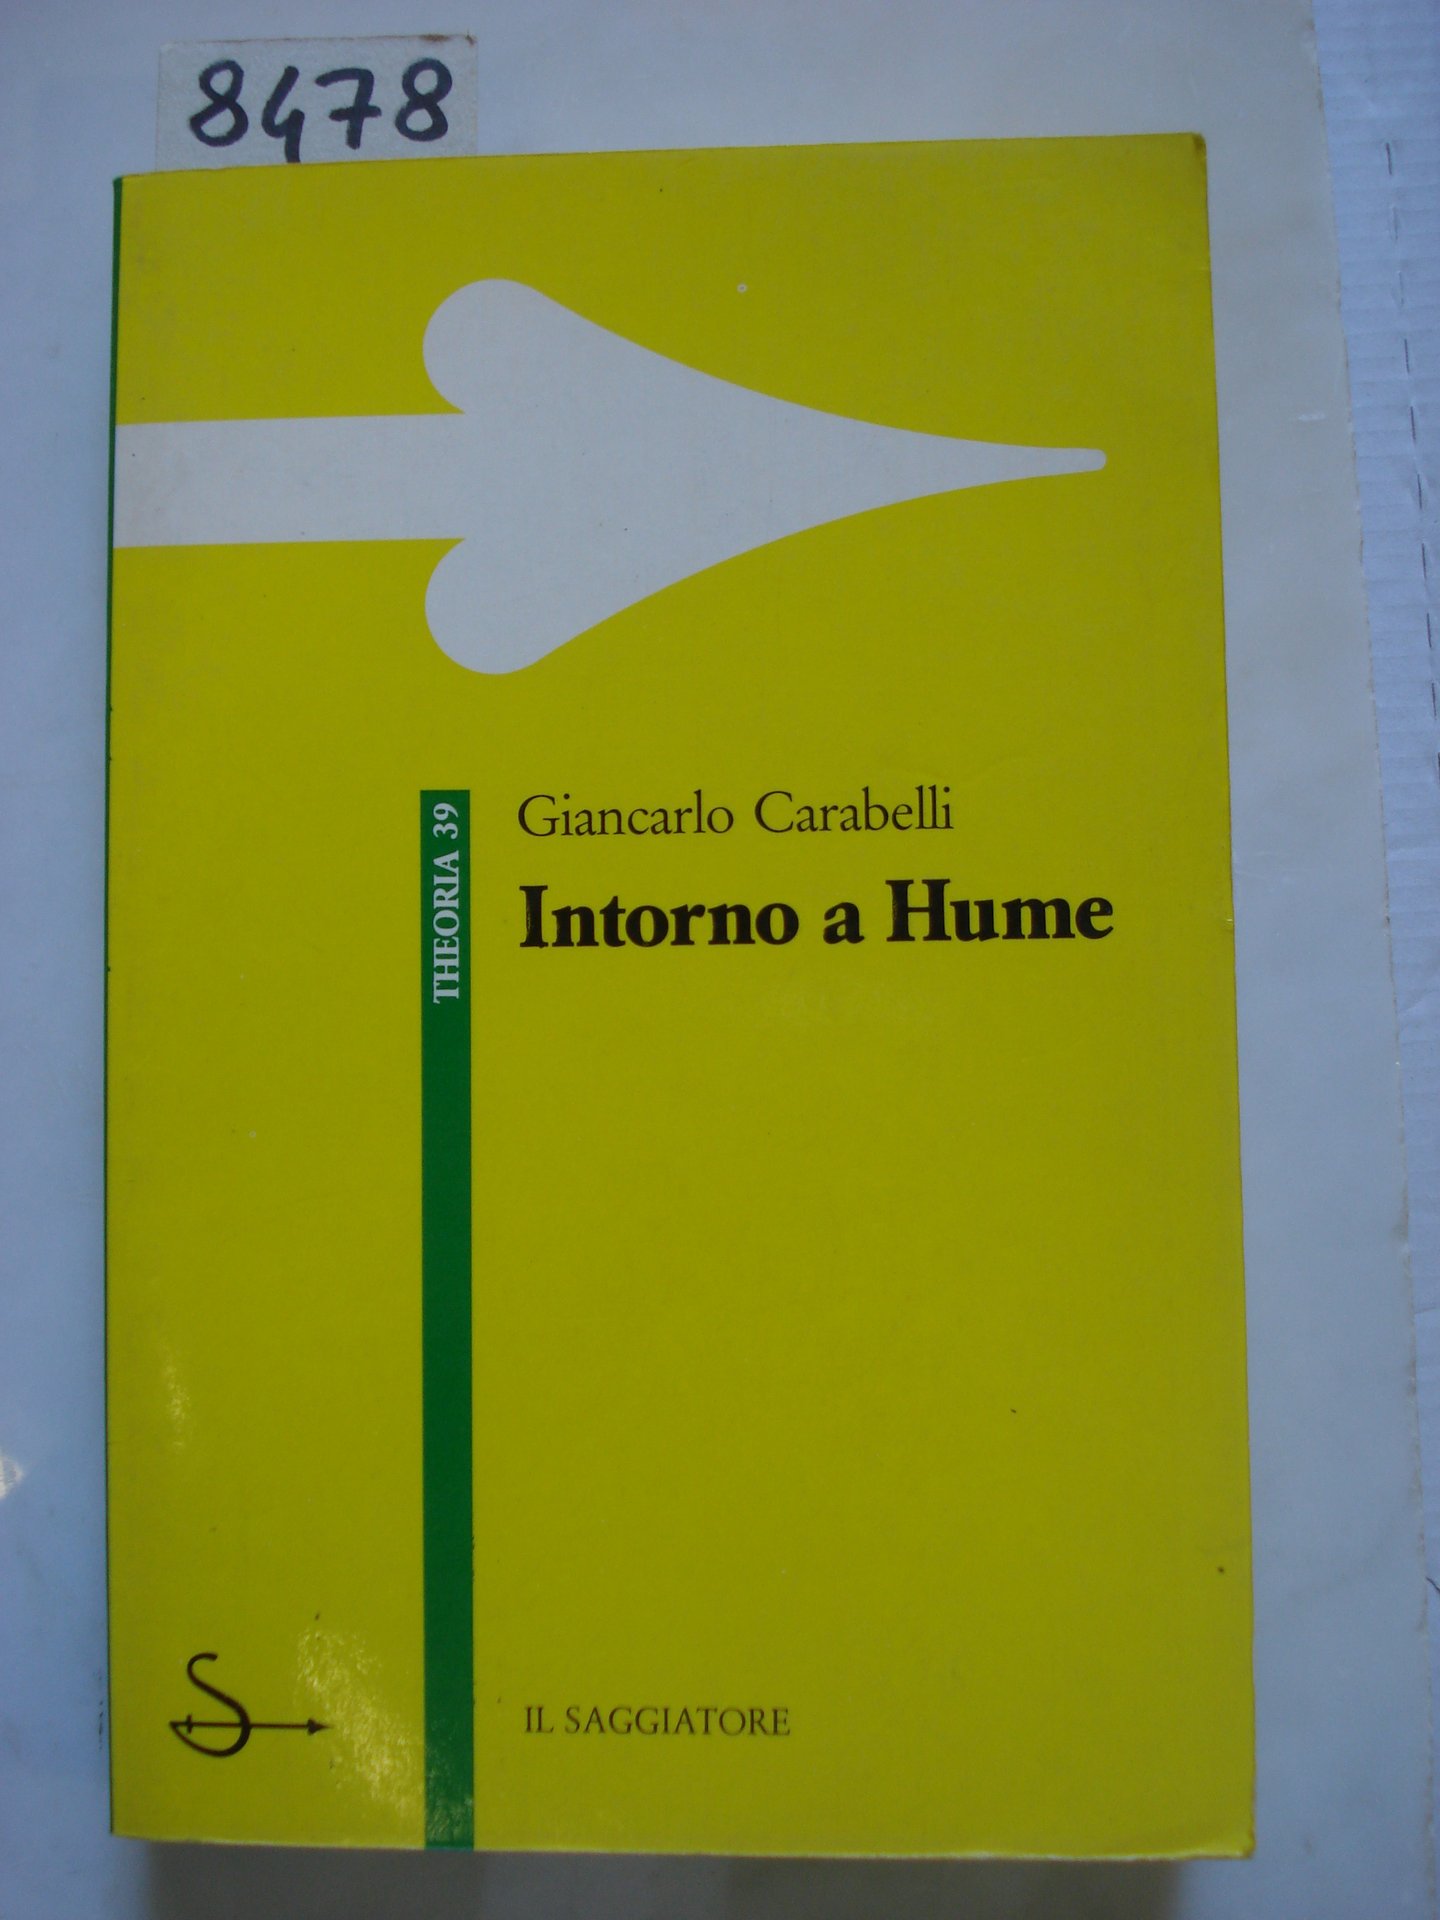 8478
Giancarlo Carabelli
Intorno a Hume
THEORIA 39
IL SAGGIATORE